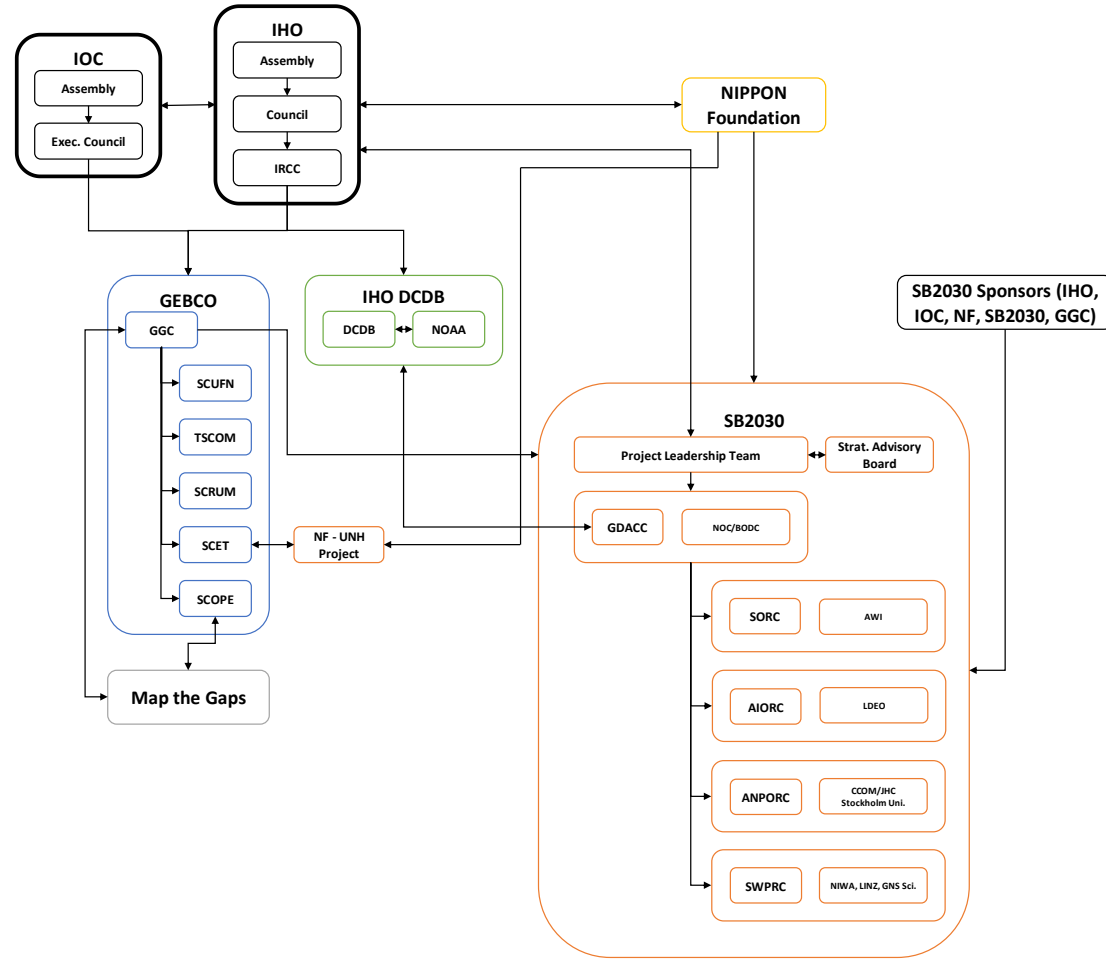 IHO
IOC
Assembly
Council
IRCC
Assembly
Exec. Council
NIPPON
Foundation
GEBCO
GGC
SCUFN
TSCOM
SCRUM
SCET
SCOPE
IHO DCDB
DCDB
NOAA
SB2030 Sponsors (IHO,
IOC, NF, SB2030, GGC)
NF - UNH
Project
Map the Gaps
SB2030
Project Leadership Team
Strat. Advisory
Board
GDACC
NOC/BODC
SORC
AWI
AIORC
LDEO
ANPORC
CCOM/JHC
Stockholm Uni.
SWPRC
NIWA, LINZ, GNS Sci.